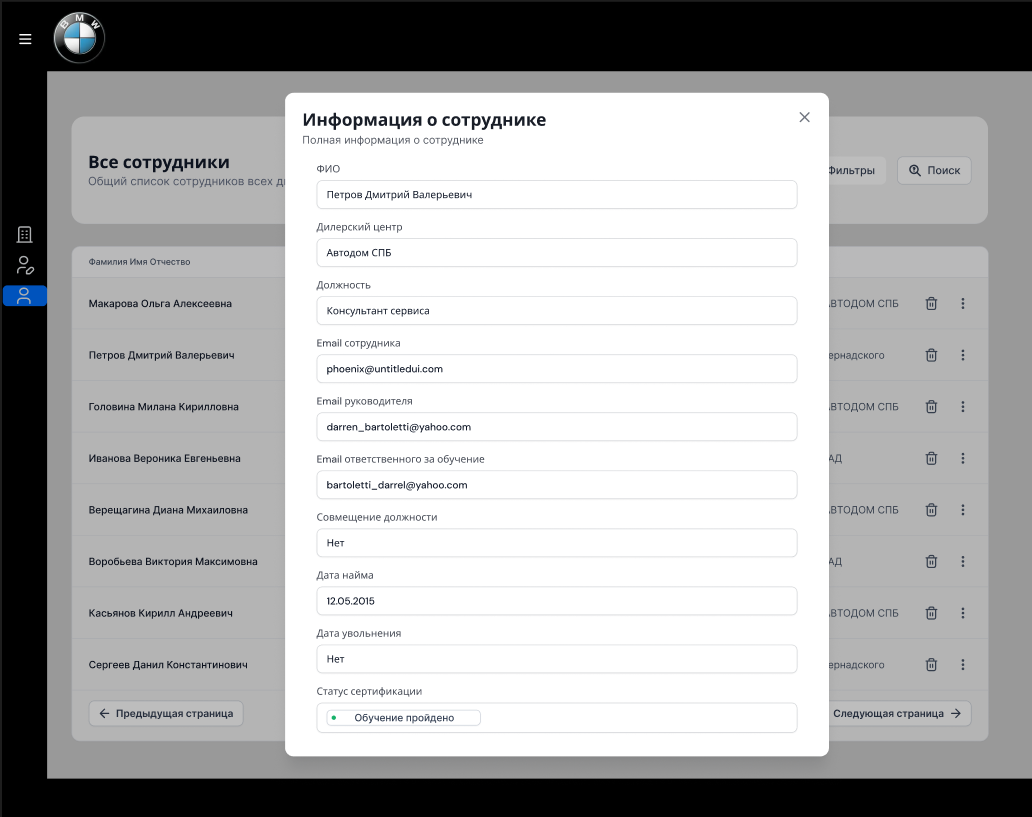 BMW
Информация о сотруднике
Полная информация о сотруднике
Все сотрудники
Общий список сотрудников всех
Фильтры
Поиск
Фамилия Имя Отчество
Макарова Ольга Алексеевна
АВТОДОМ СПБ
Петров Дмитрий Валерьевич
ернадского
Головина Милана Кирилловна
АВТОДОМ СПБ
Иванова Вероника Евгеньевна
АД
Верещагина Диана Михаиловна
АВТОДОМ СПБ
Воробьева Виктория Максимовна
АД
Касьянов Кирилл Андреевич
АВТОДОМ СПБ
Сергеев Данил Константинович
ернадского
Предыдущая страница
Следующая страница
ФИО
Петров Дмитрий Валерьевич
Дилерский центр
Автодом СПБ
Должность
Консультант сервиса
Email сотрудника
phoenix@untitledui.com
Email руководителя
darren_bartoletti@yahoo.com
Email ответственного за обучение
bartoletti_darrel@yahoo.com
Совмещение должности
Нет
Дата найма
12.05.2015
Дата увольнения
Нет
Статус сертификации
Обучение пройдено